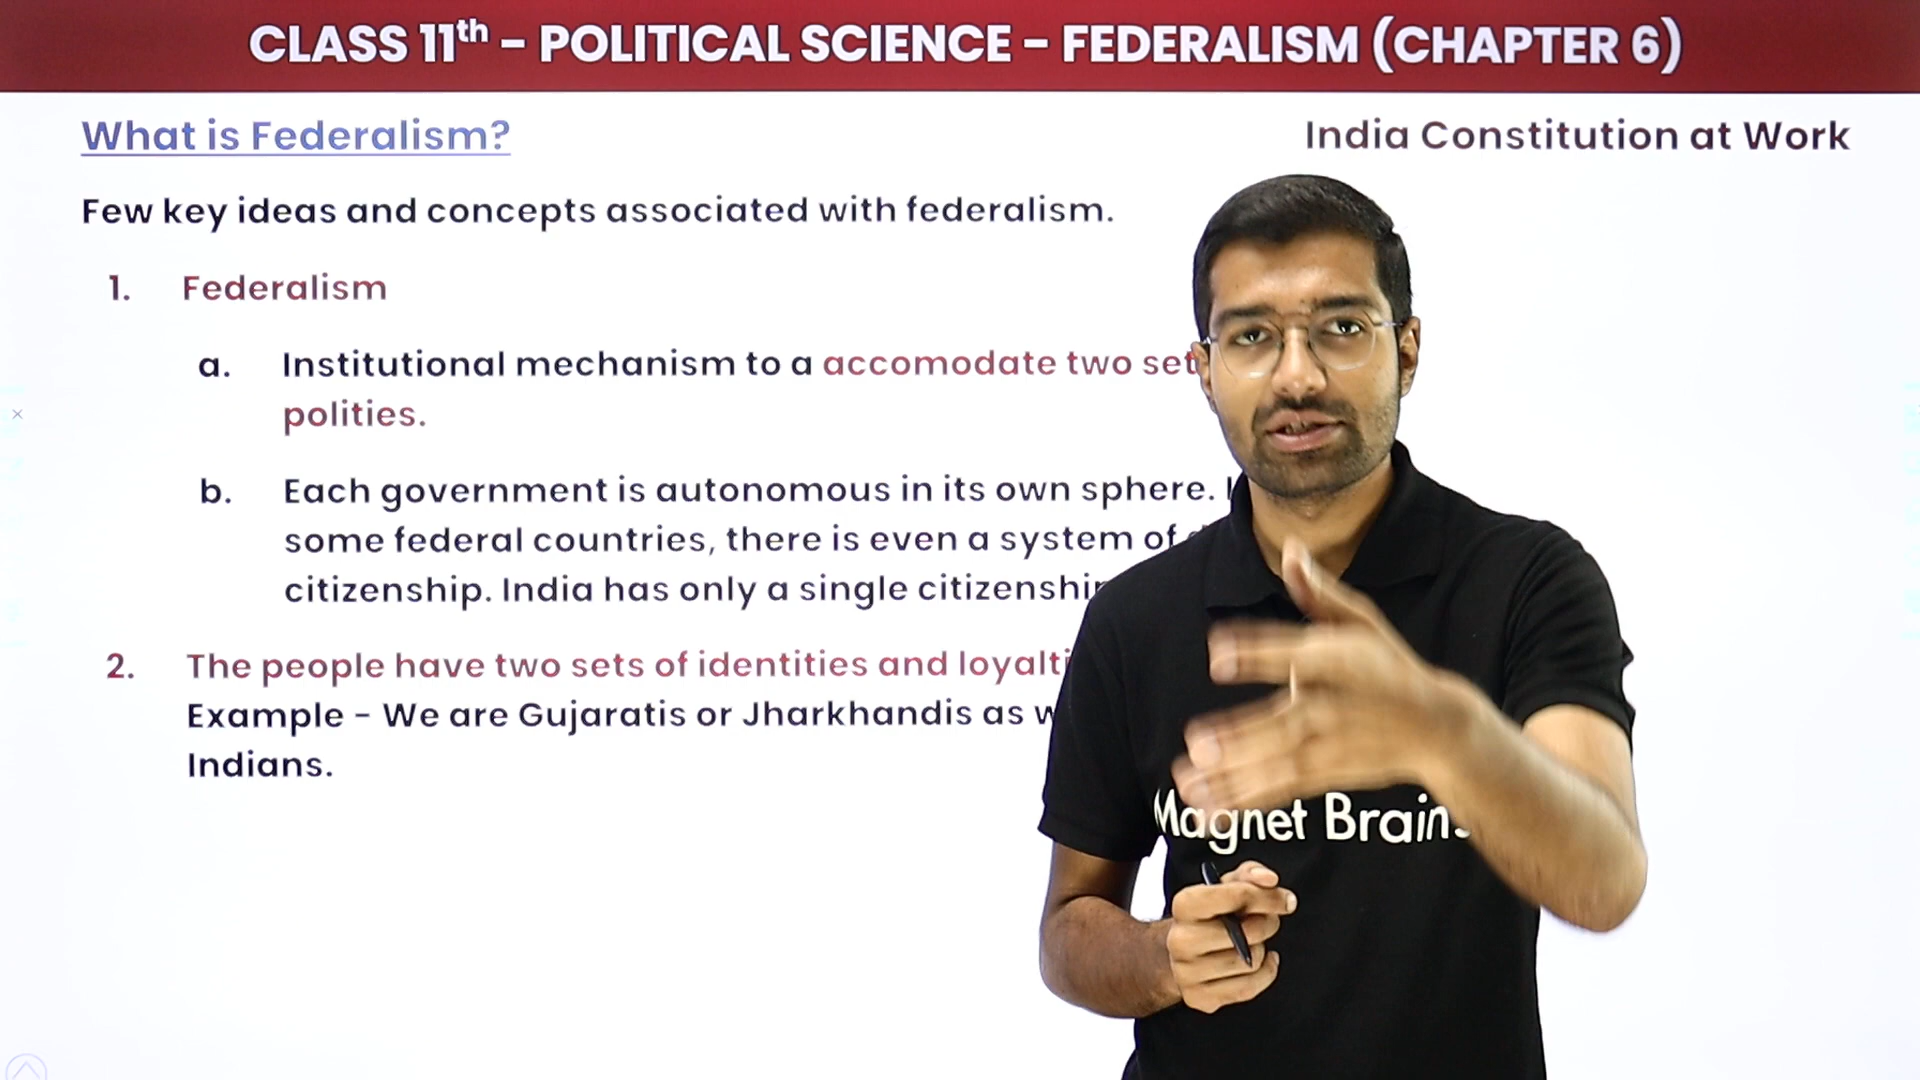 CLASS 11th – POLITICAL SCIENCE – FEDERALISM (CHAPTER 6)
What is Federalism?
India Constitution at Work
Few key ideas and concepts associated with federalism.
1. Federalism
a. Institutional mechanism to a accomodate two set
polities.
b. Each government is autonomous in its own sphere.
some federal countries, there is even a system of
citizenship. India has only a single
2. The people have two sets of identities and
Example – We are Gujaratis or Jharkhandis as
Indians.
Magnet Brains